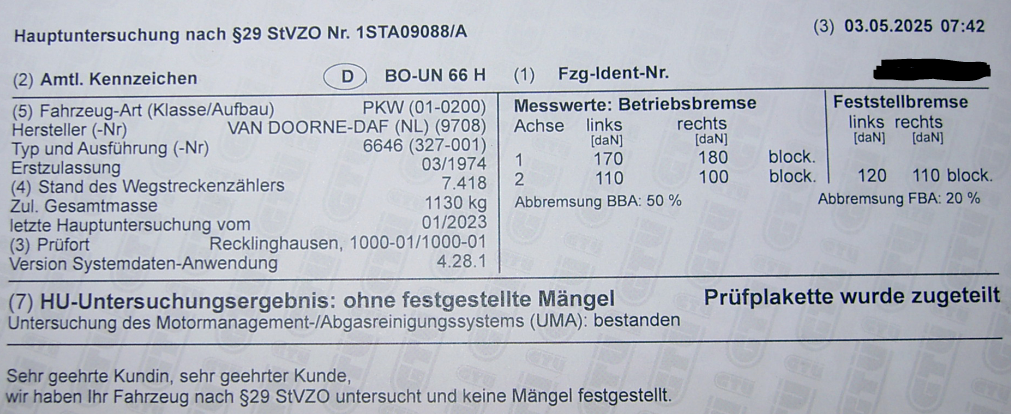 Hauptuntersuchung nach §29 StVZO Nr. 1STA09088/A (3) 03.05.2025 07:42
(2) Amtl. Kennzeichen D BO-UN 66 H (1) Fzg-Ident-Nr.
(5) Fahrzeug-Art (Klasse/Aufbau) PKW (01-0200)
Hersteller (-Nr) VAN DOORNE-DAF (NL) (9708)
Typ und Ausführung (-Nr) 6646 (327-001)
Erstzulassung 03/1974
(4) Stand des Wegstreckenzählers 7.418
Zul. Gesamtmasse 1130 kg
letzte Hauptuntersuchung vom 01/2023
(3) Prüfort Recklinghausen, 1000-01/1000-01
Version Systemdaten-Anwendung 4.28.1
Messwerte: Betriebsbremse Feststellbremse
Achse links rechts links rechts
[daN] [daN] [daN] [daN]
1 170 180 block.
2 110 100 block. 120 110 block.
Abbremsung BBA: 50 % Abbremsung FBA: 20 %
(7) HU-Untersuchungsergebnis: ohne festgestellte Mängel Prüfplakette wurde zugeteilt
Untersuchung des Motormanagement-/Abgasreinigungssystems (UMA): bestanden
Sehr geehrte Kundin, sehr geehrter Kunde,
wir haben Ihr Fahrzeug nach §29 StVZO untersucht und keine Mängel festgestellt.